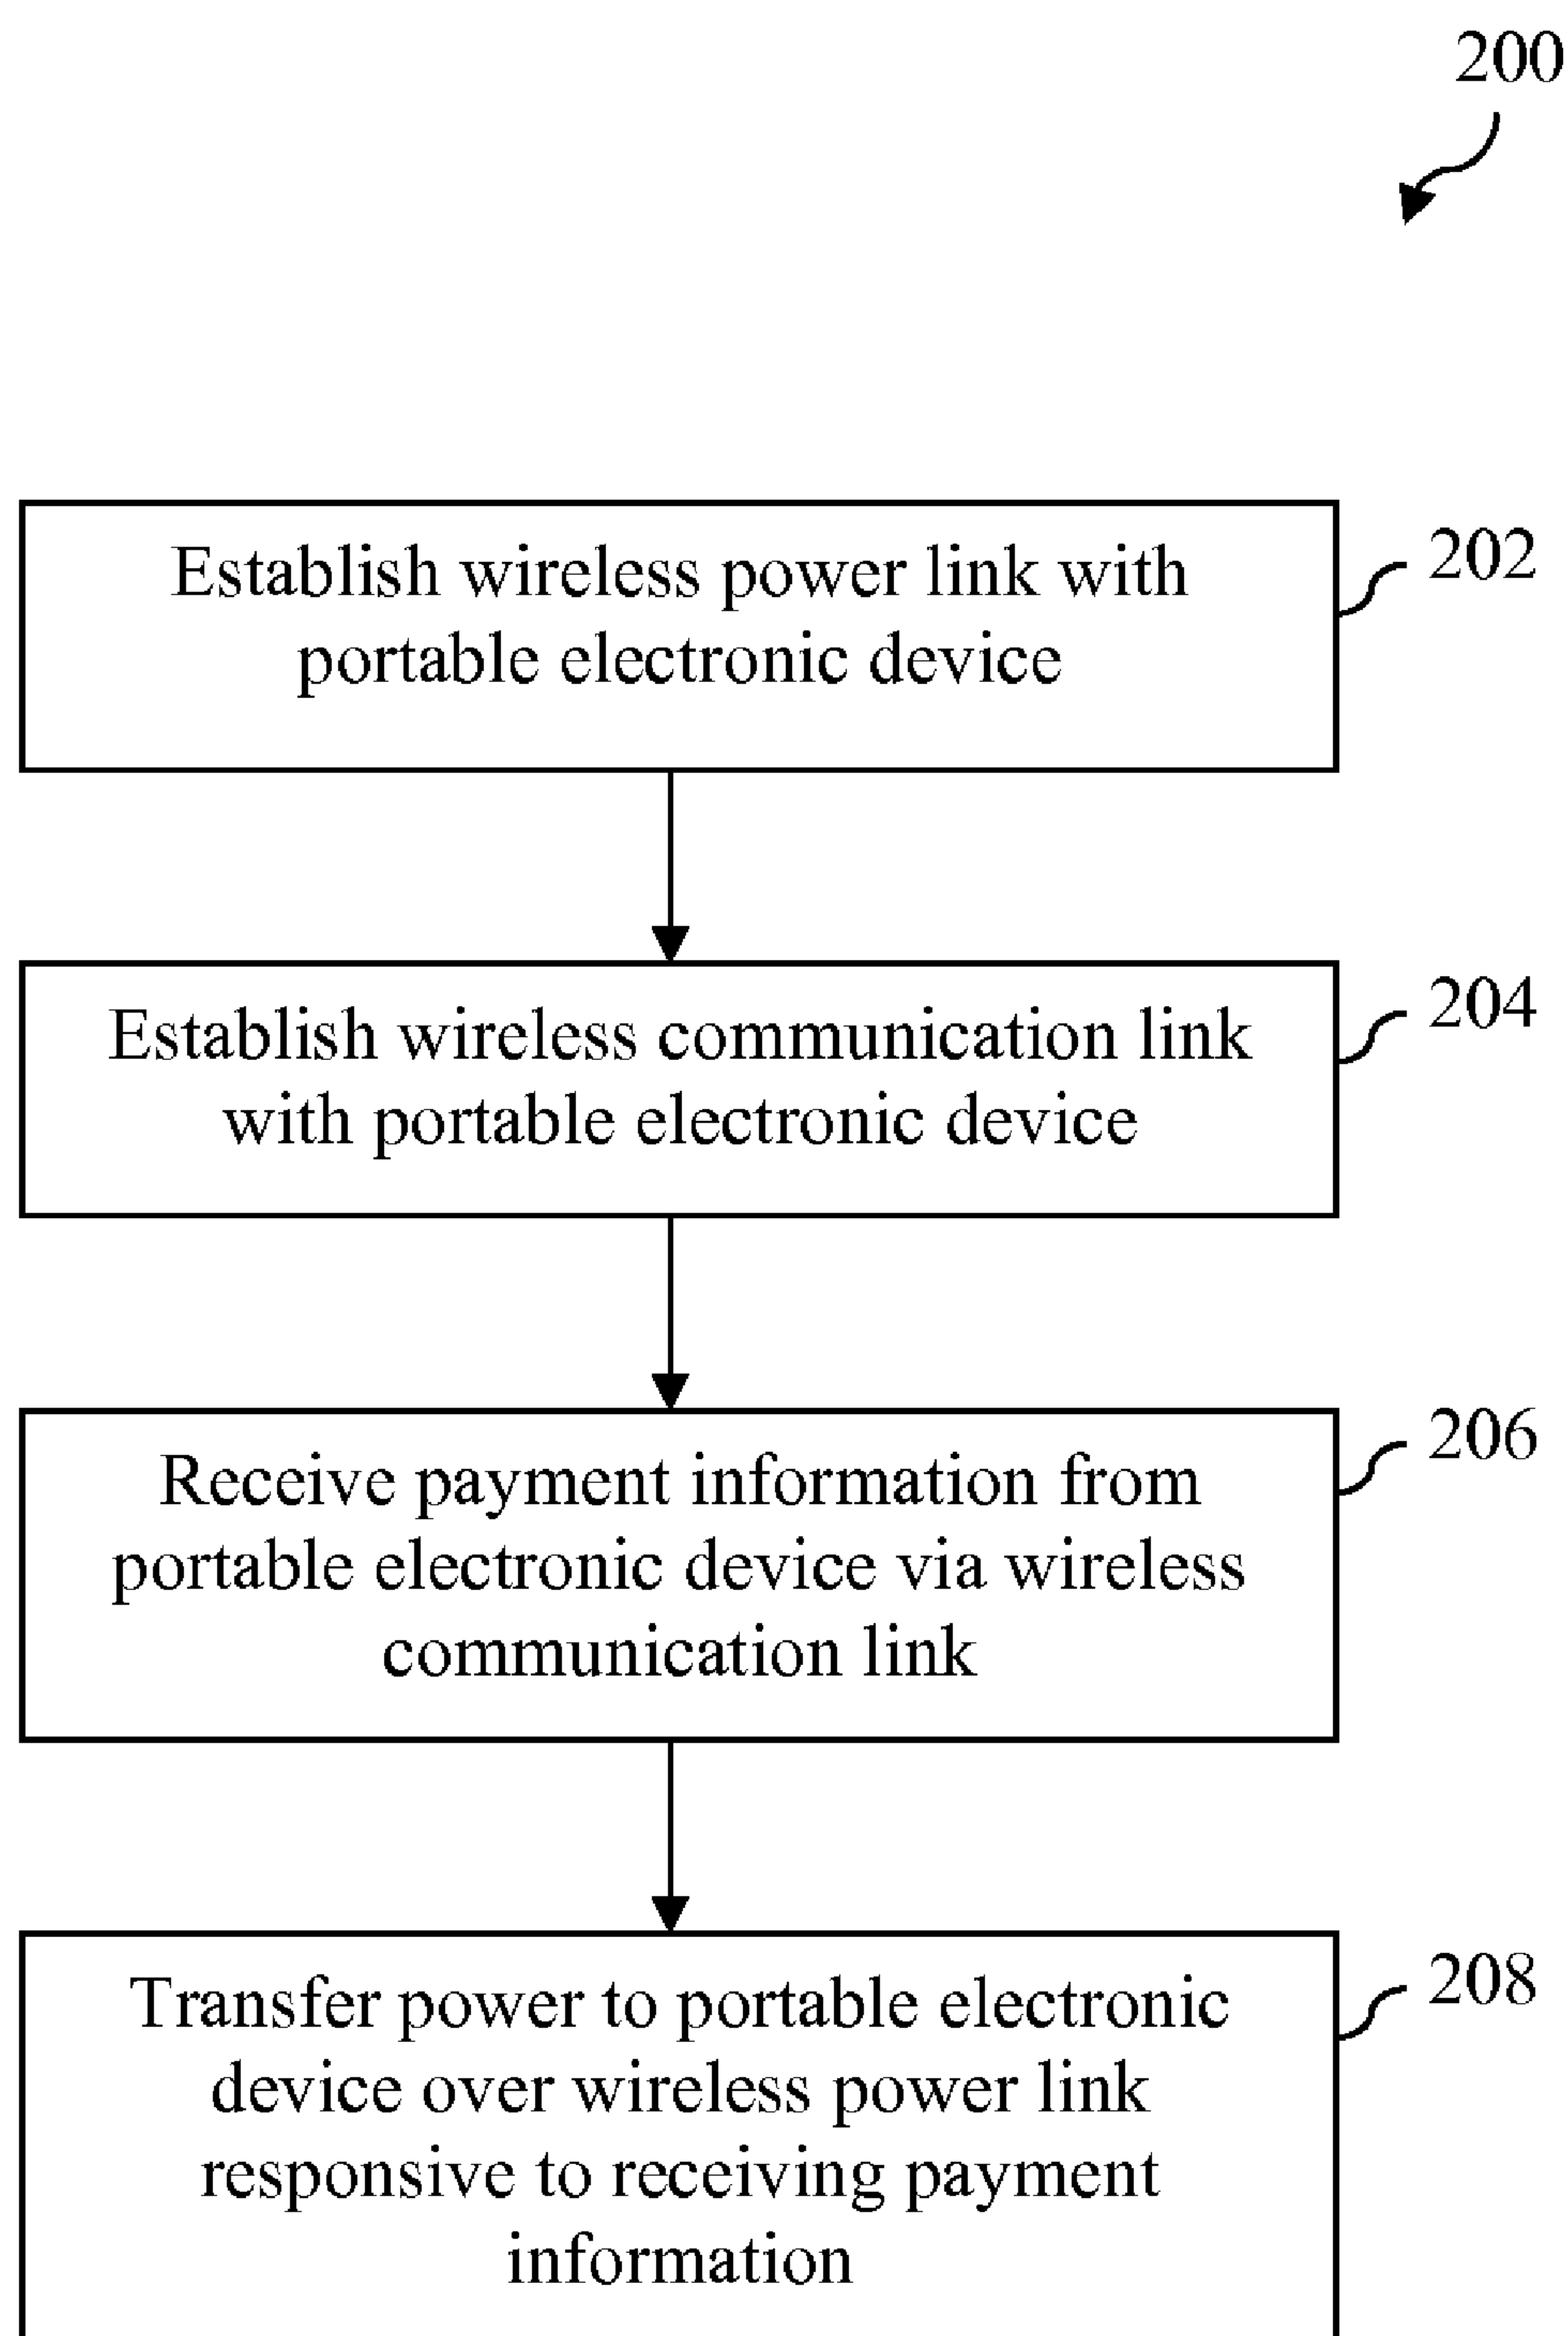 200
Establish wireless power link with
portable electronic device
202
Establish wireless communication link
with portable electronic device
204
Receive payment information from
portable electronic device via wireless
communication link
206
Transfer power to portable electronic
device over wireless power link
responsive to receiving payment
information
208